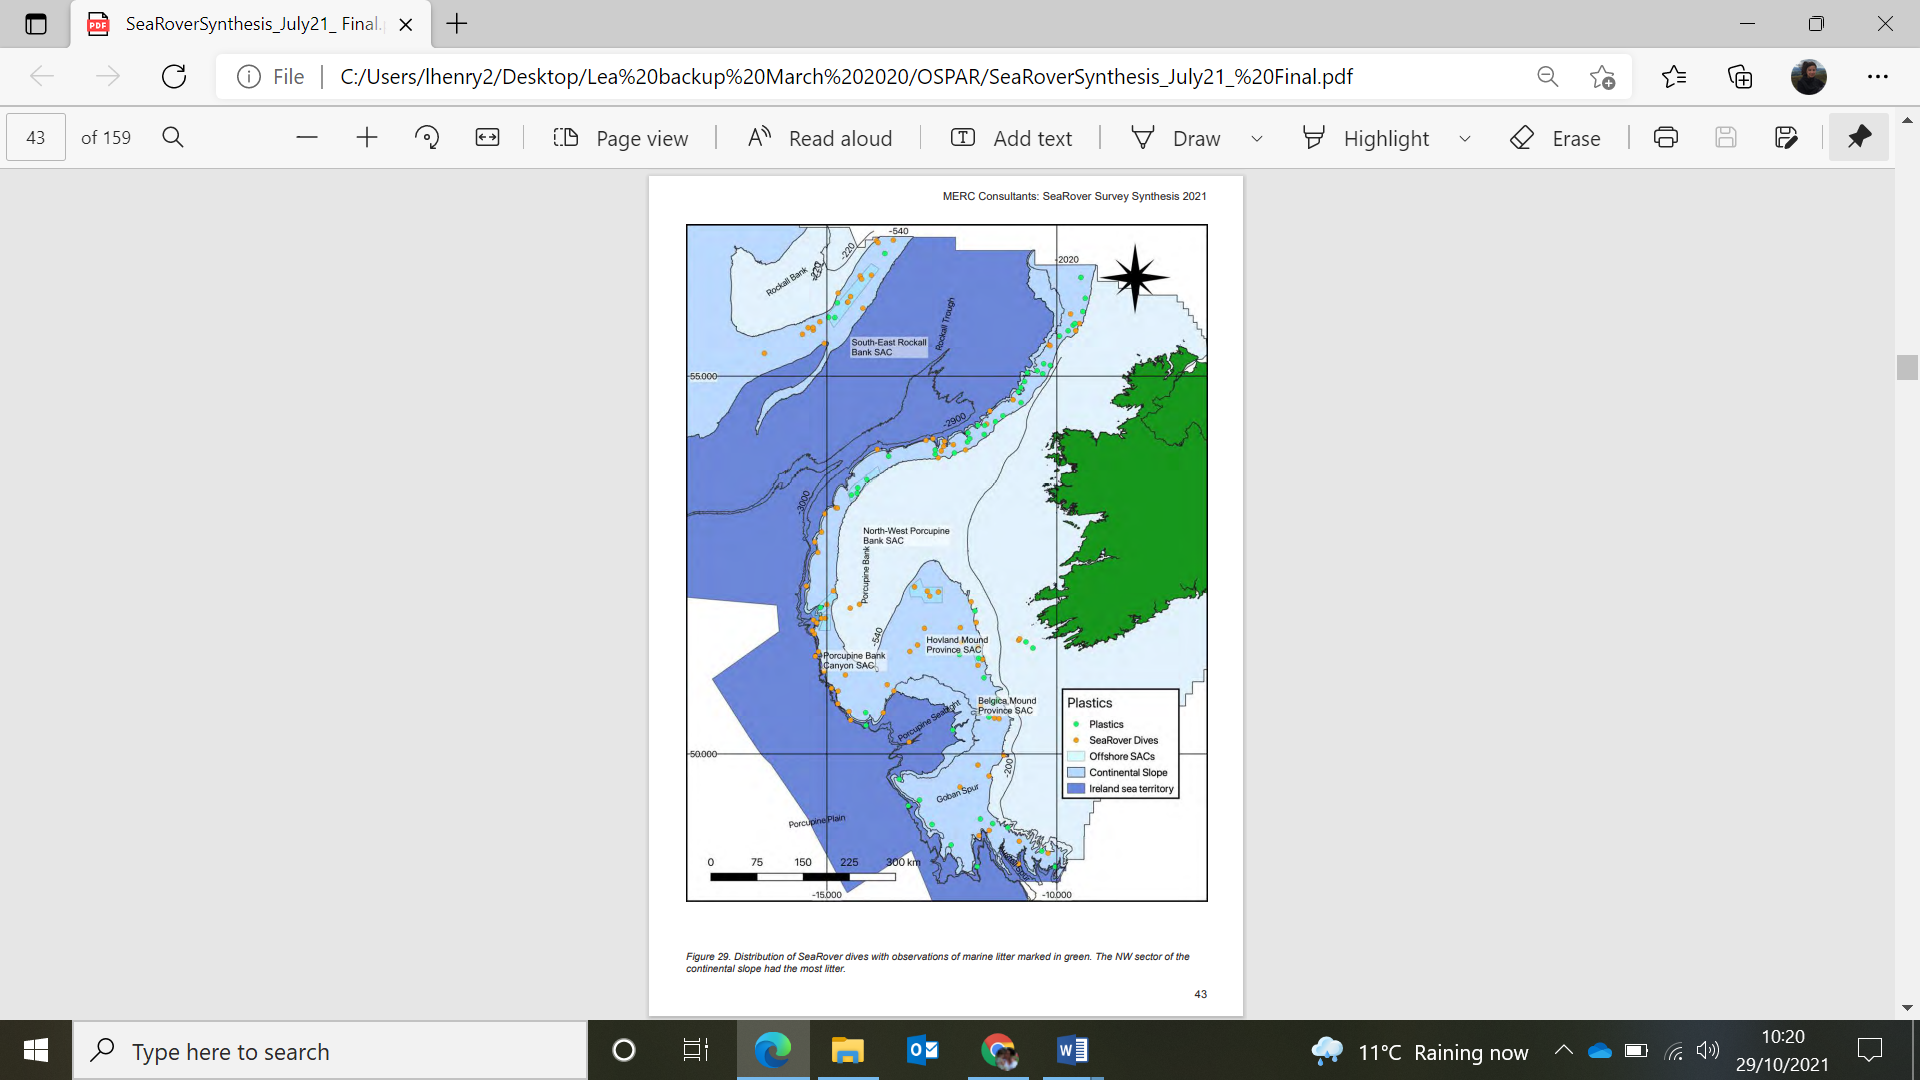 SeaRoverSynthesis_July21_ Final.
File
C:/Users/lhenry2/Desktop/Lea%20backup%20March%202020/OSPAR/SeaRoverSynthesis_July21_%20Final.pdf
43
of 159
Page view
Read aloud
Add text
Draw
Highlight
Erase
MERC Consultants: SeaRover Survey Synthesis 2021
-540
-220
-220
Rockall Bank
-2020
Rockall Trough
South-East Rockall
Bank SAC
55.000
-2900
-3000
North-West Porcupine
Bank SAC
Porcupine Bank
-540
Hovland Mound
Province SAC
Porcupine Bank
Canyon SAC
Belgica Mound
Province SAC
Porcupine Seabight
50.000
-200
Goban Spur
Porcupine Plain
Plastics
Plastics
SeaRover Dives
Offshore SACs
Continental Slope
Ireland sea territory
0 75 150 225 300 km
-15.000
-10.000
Figure 29. Distribution of SeaRover dives with observations of marine litter marked in green. The NW sector of the
continental slope had the most litter.
43
Type here to search
11°C Raining now
10:20
29/10/2021